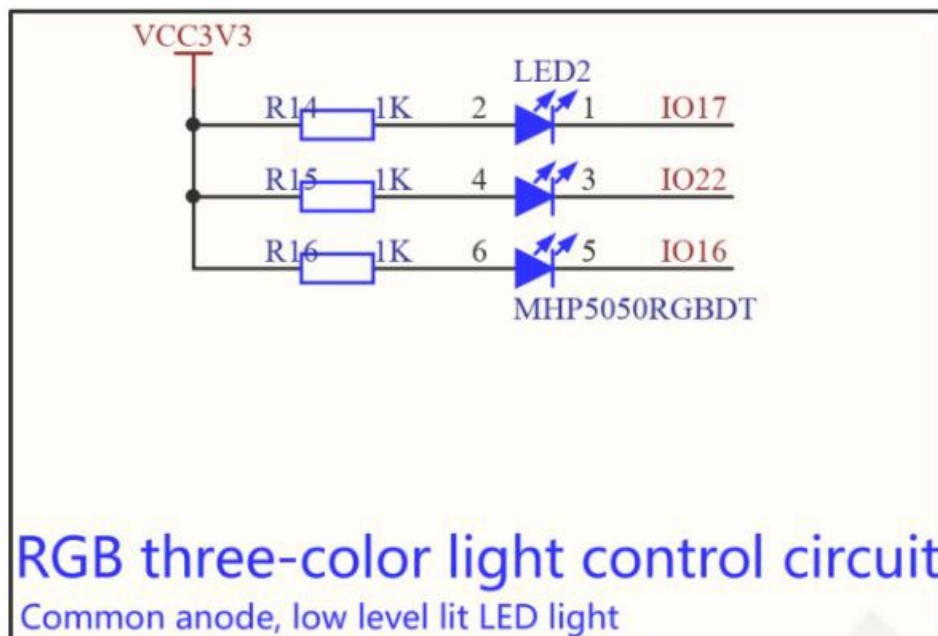 VCC3V3
LED2
R14 1K 2 1 IO17
R15 1K 4 3 IO22
R16 1K 6 5 IO16
MHP5050RGBDT
RGB three-color light control circuit
Common anode, low level lit LED light